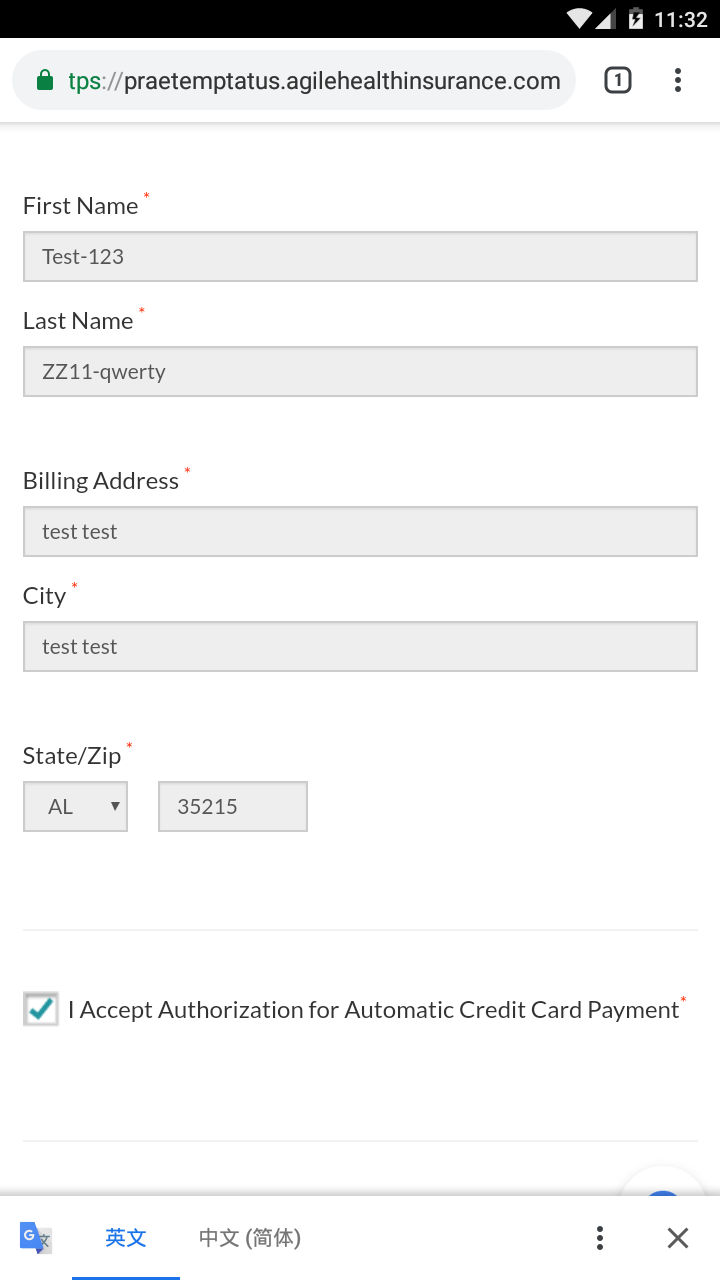 11:32
tps://praetemptatus.agilehealthinsurance.com
1
First Name *
Test-123
Last Name *
ZZ11-qwerty
Billing Address *
test test
City *
test test
State/Zip *
AL 35215
I Accept Authorization for Automatic Credit Card Payment*
G 文 英文 中文 (简体)